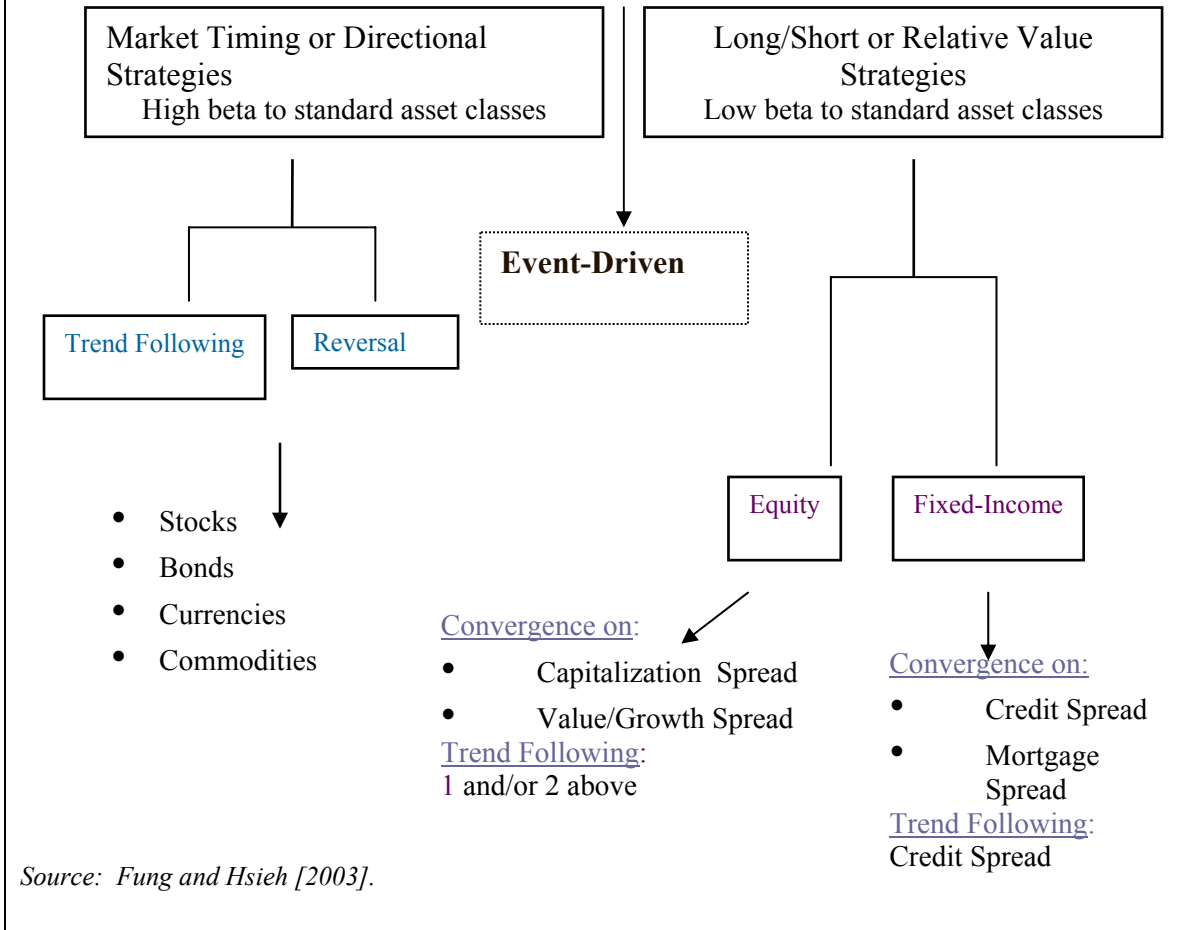 Market Timing or Directional
Strategies
High beta to standard asset classes
Long/Short or Relative Value
Strategies
Low beta to standard asset classes
Event-Driven
Trend Following
Reversal
• Stocks
• Bonds
• Currencies
• Commodities
Equity
Fixed-Income
Convergence on:
• Capitalization Spread
• Value/Growth Spread
Trend Following:
1 and/or 2 above
Convergence on:
• Credit Spread
• Mortgage
Spread
Trend Following:
Credit Spread
Source: Fung and Hsieh [2003].